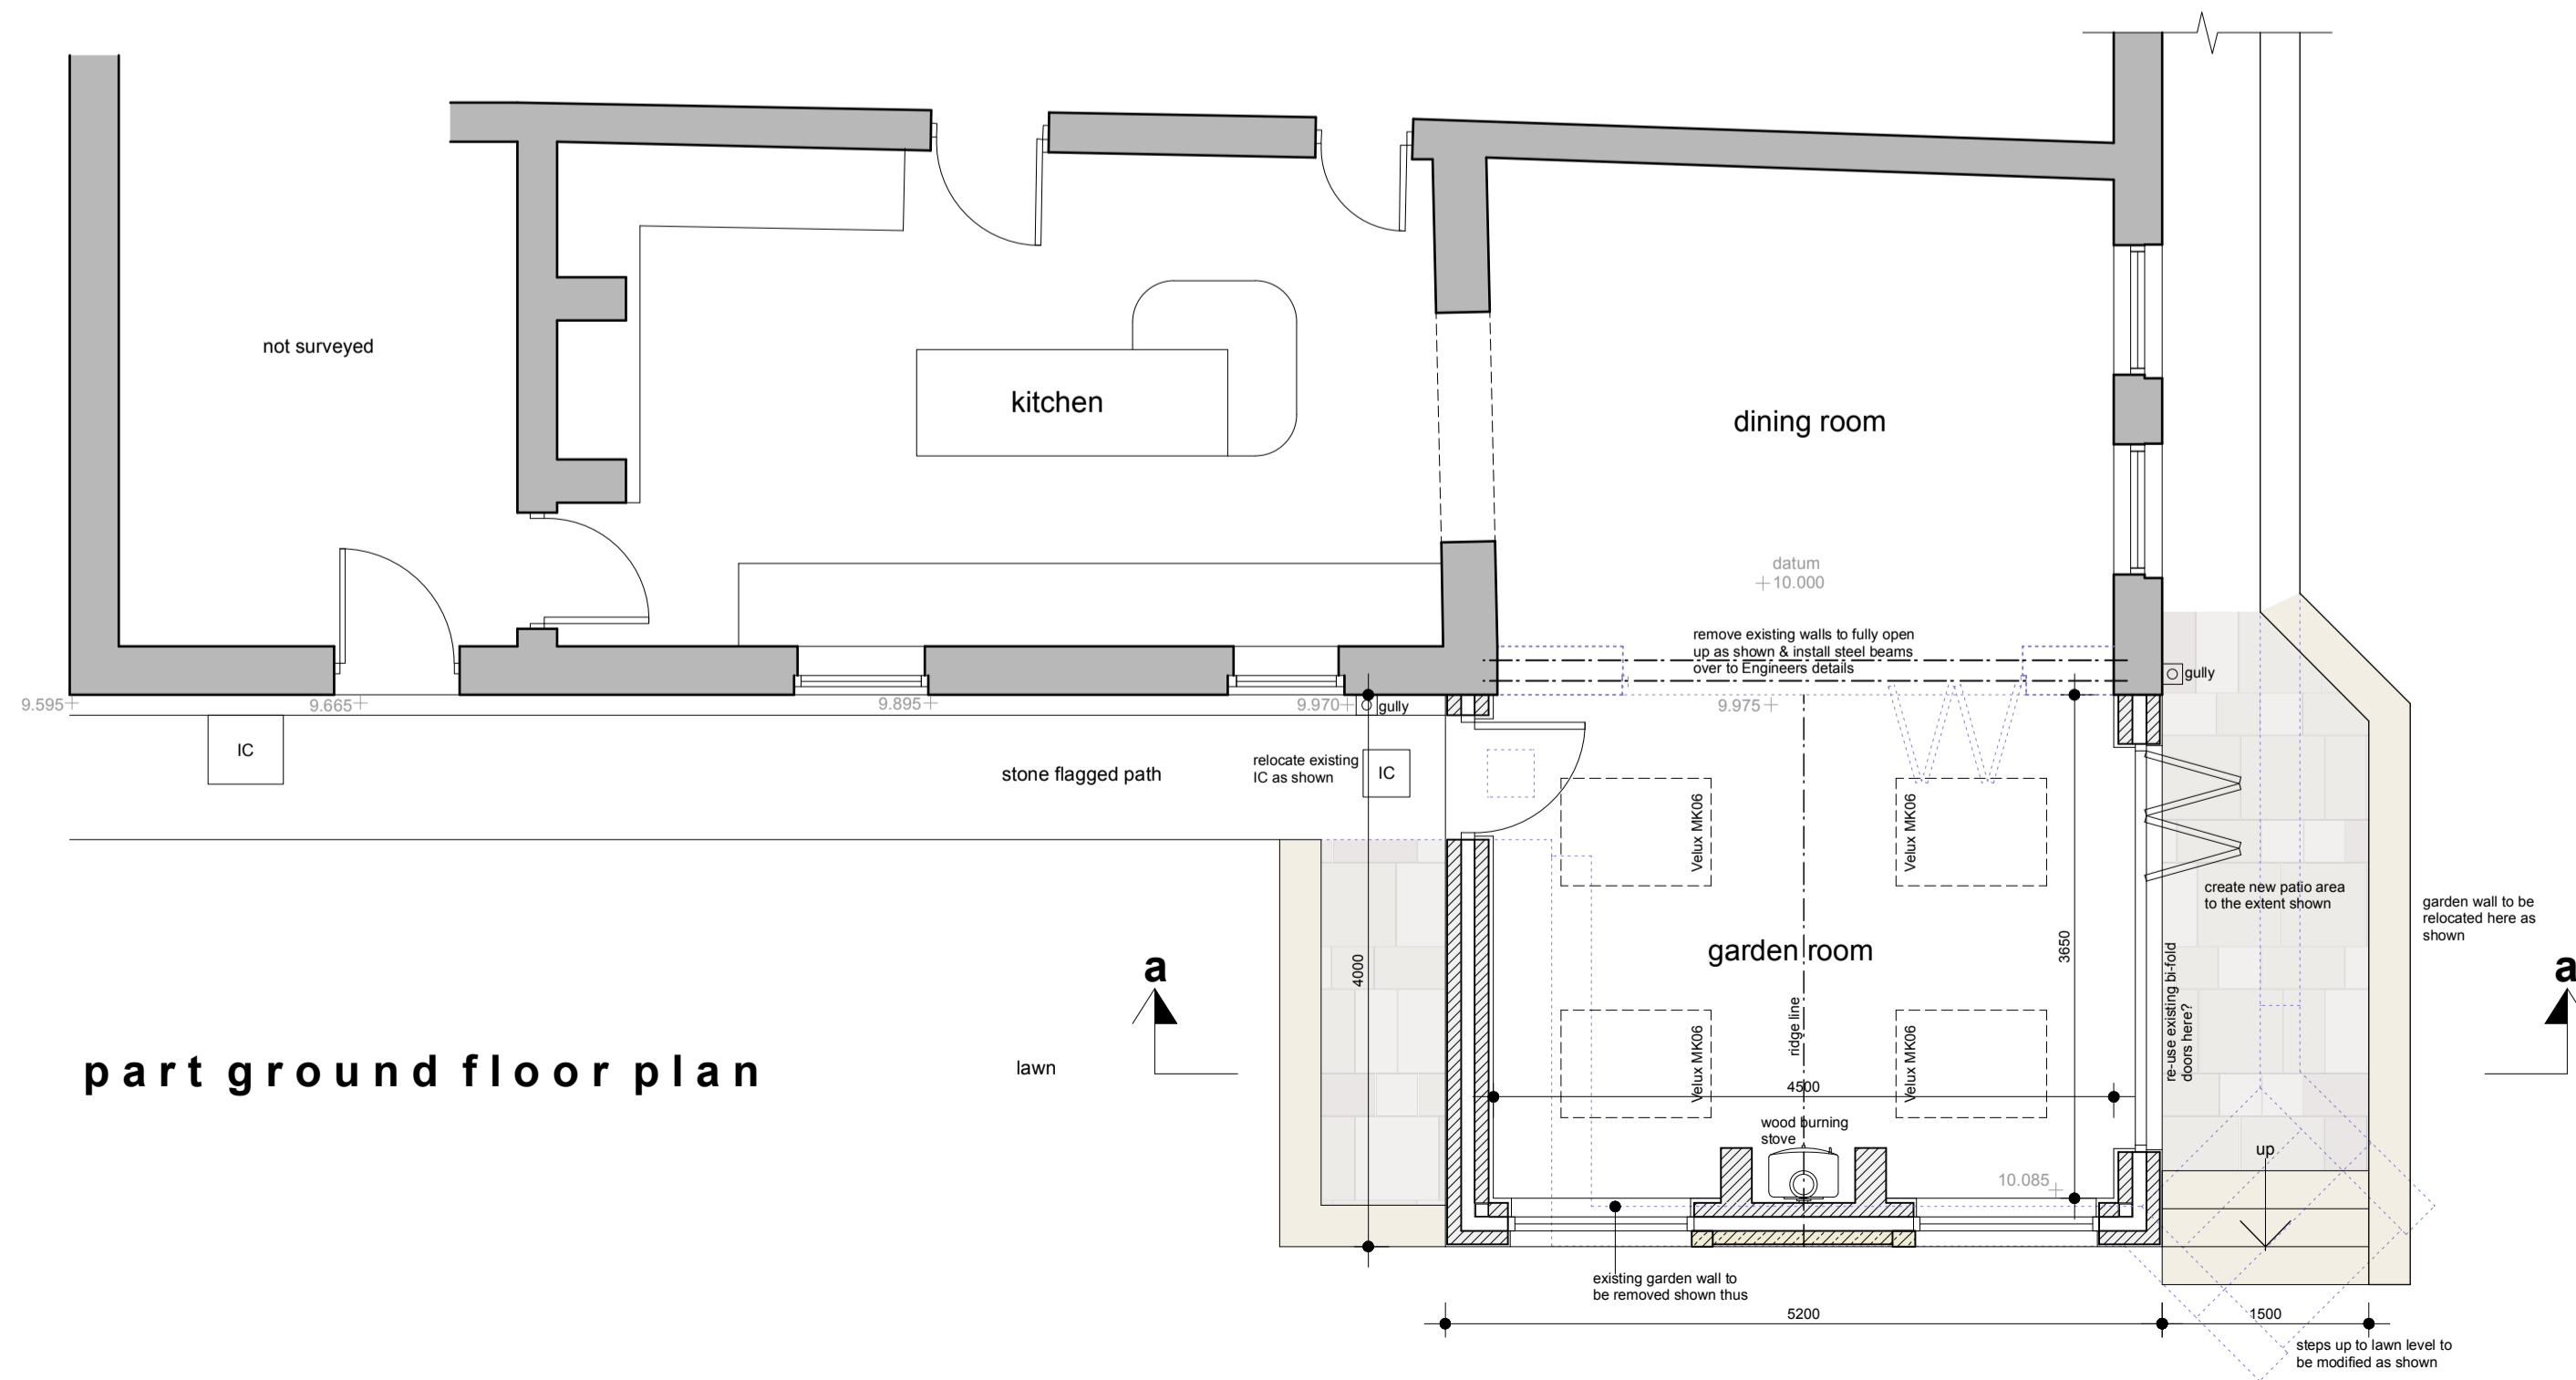 not surveyed
kitchen
dining room
datum
10.000
remove existing walls to fully open
up as shown & install steel beams
over to Engineers details
gully
9.595
9.665
9.895
9.970
gully
9.975
IC
stone flagged path
relocate existing
IC as shown
IC
Velux MK06
Velux MK06
create new patio area
to the extent shown
garden wall to be
relocated here as
shown
garden room
3650
4000
a
a
re-use existing bi-fold
doors here?
ridge line
part ground floor plan
lawn
Velux MK06
Velux MK06
4500
wood burning
stove
up
10.085
existing garden wall to
be removed shown thus
5200
1500
steps up to lawn level to
be modified as shown